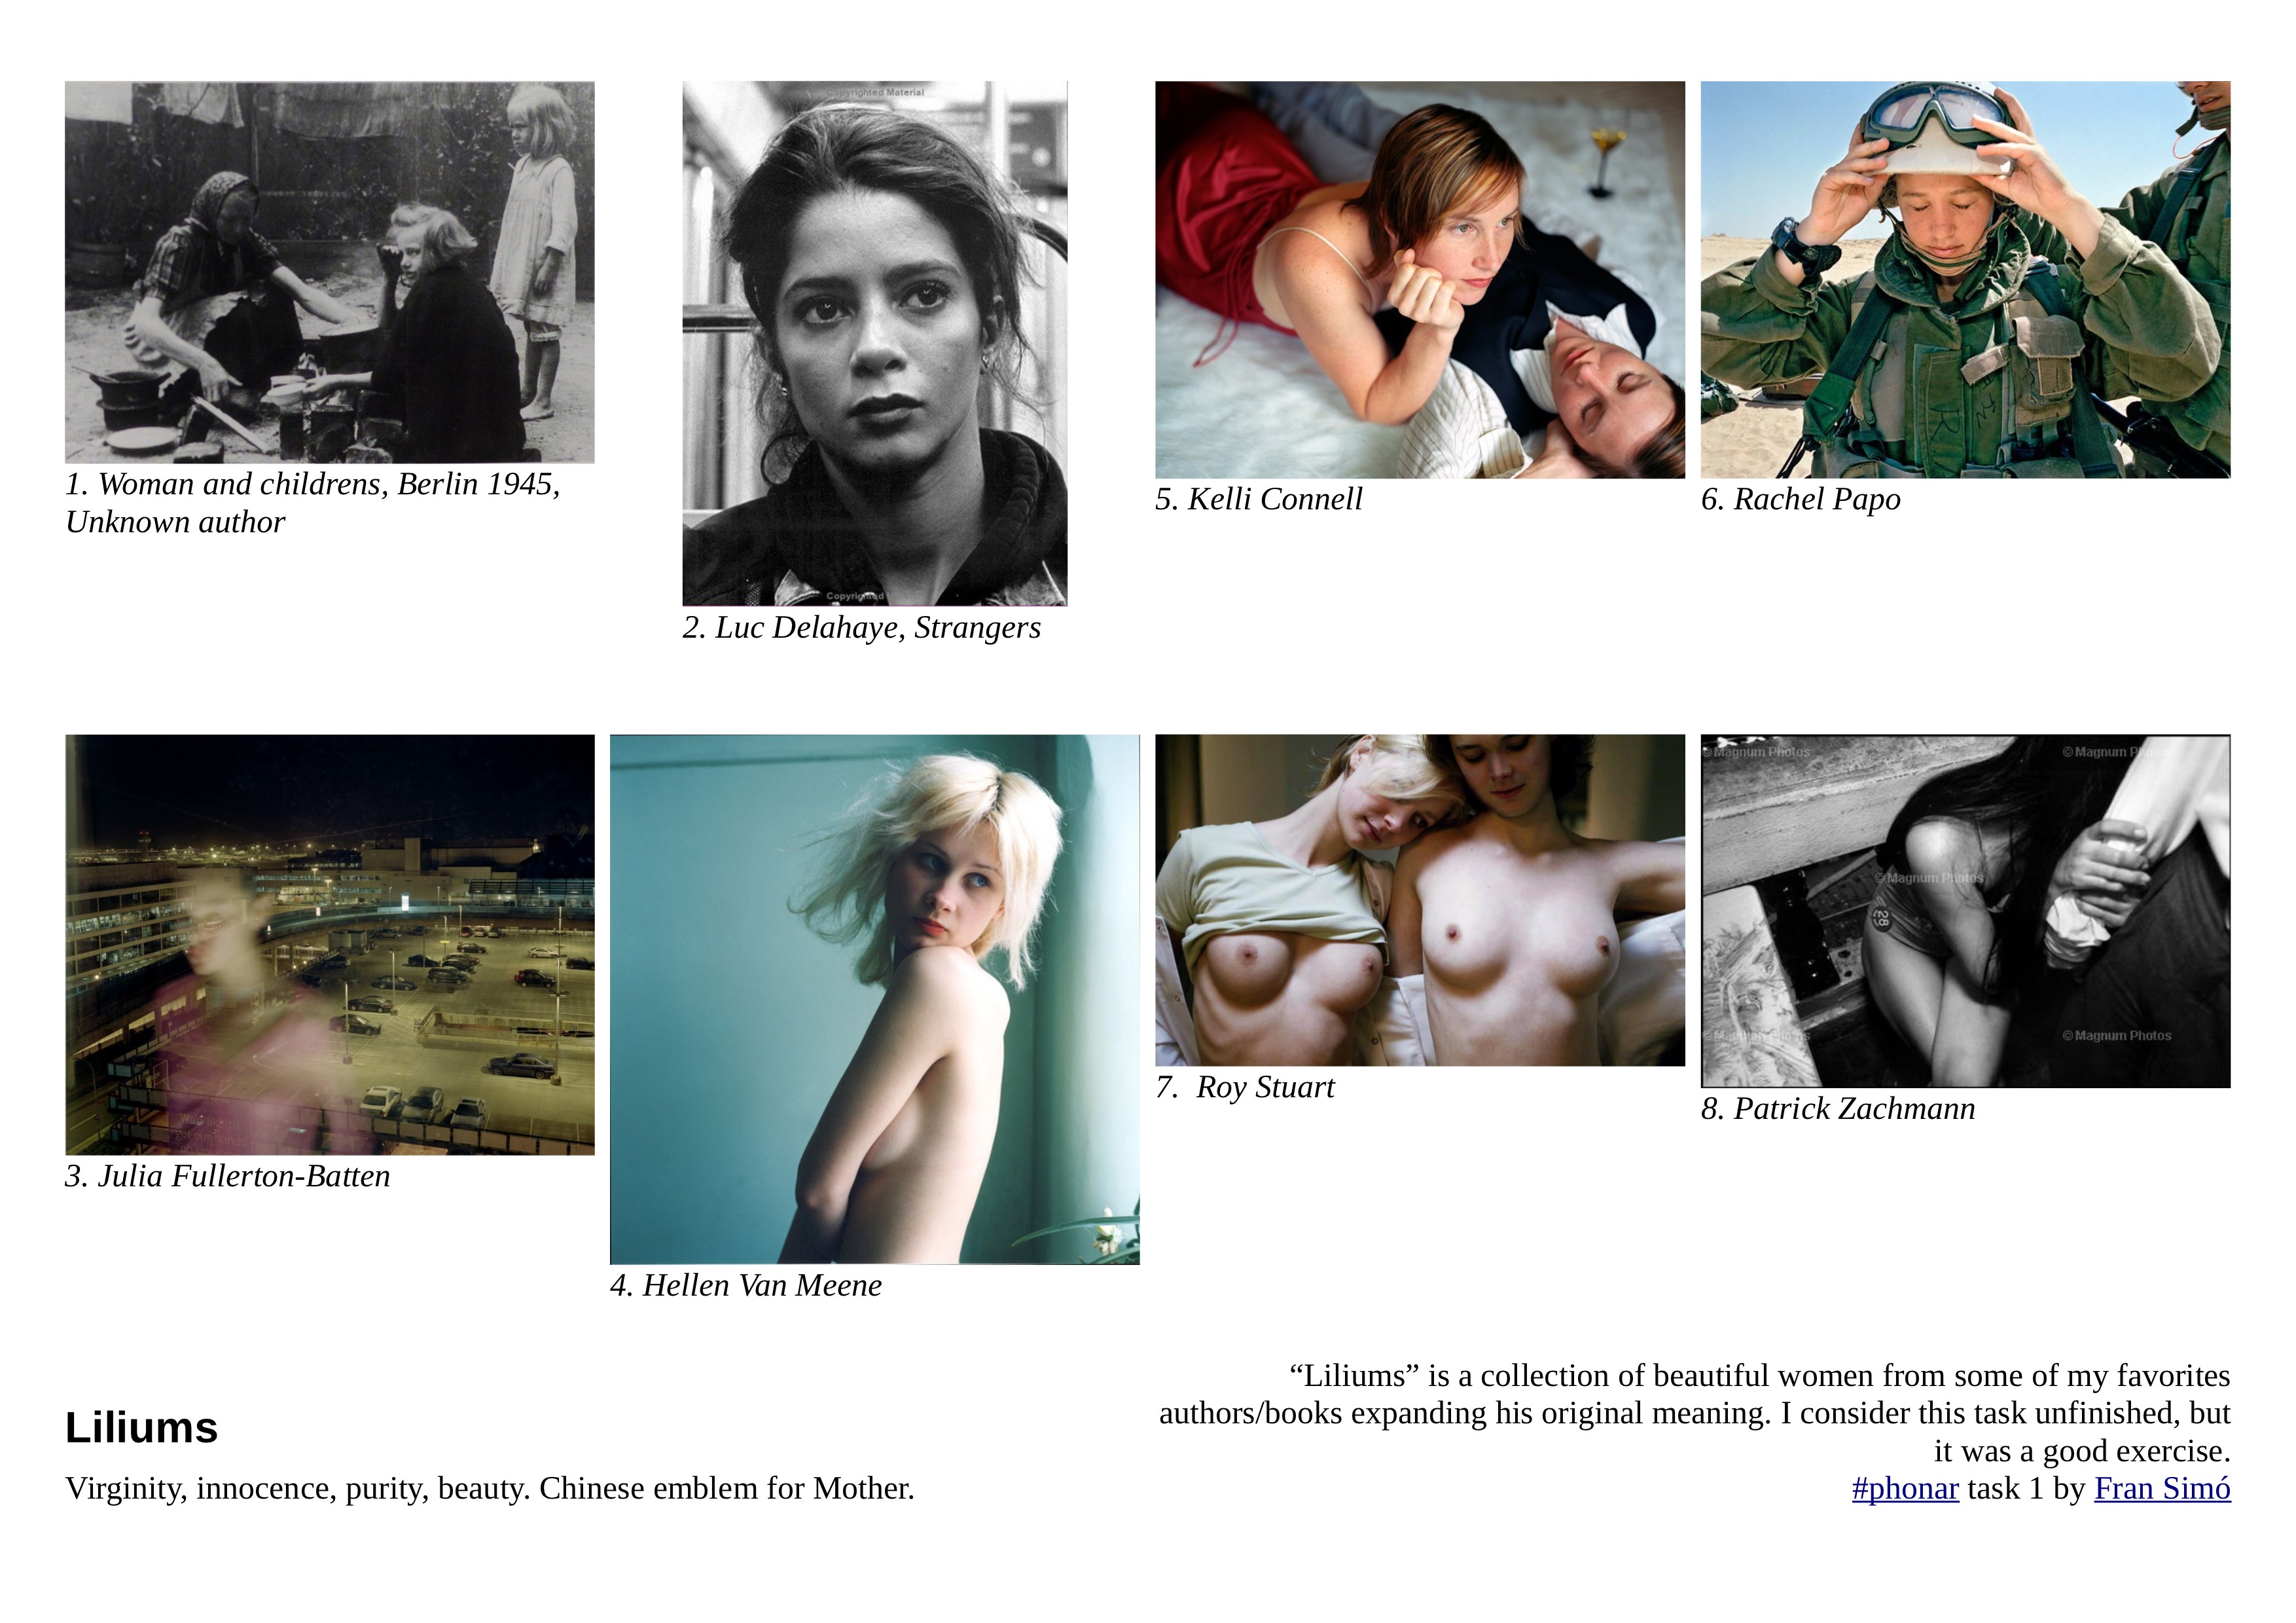 Copyrighted Material
Copyrighted
1. Woman and childrens, Berlin 1945,
Unknown author
2. Luc Delahaye, Strangers
5. Kelli Connell
6. Rachel Papo
© Magnum Photos
© Magnum Photos
© Magnum Photos
28
© Magnum Photos
© Magnum Photos
3. Julia Fullerton-Batten
4. Hellen Van Meene
7. Roy Stuart
8. Patrick Zachmann
Liliums
Virginity, innocence, purity, beauty. Chinese emblem for Mother.
“Liliums” is a collection of beautiful women from some of my favorites
authors/books expanding his original meaning. I consider this task unfinished, but
it was a good exercise.
#phonar task 1 by Fran Simó